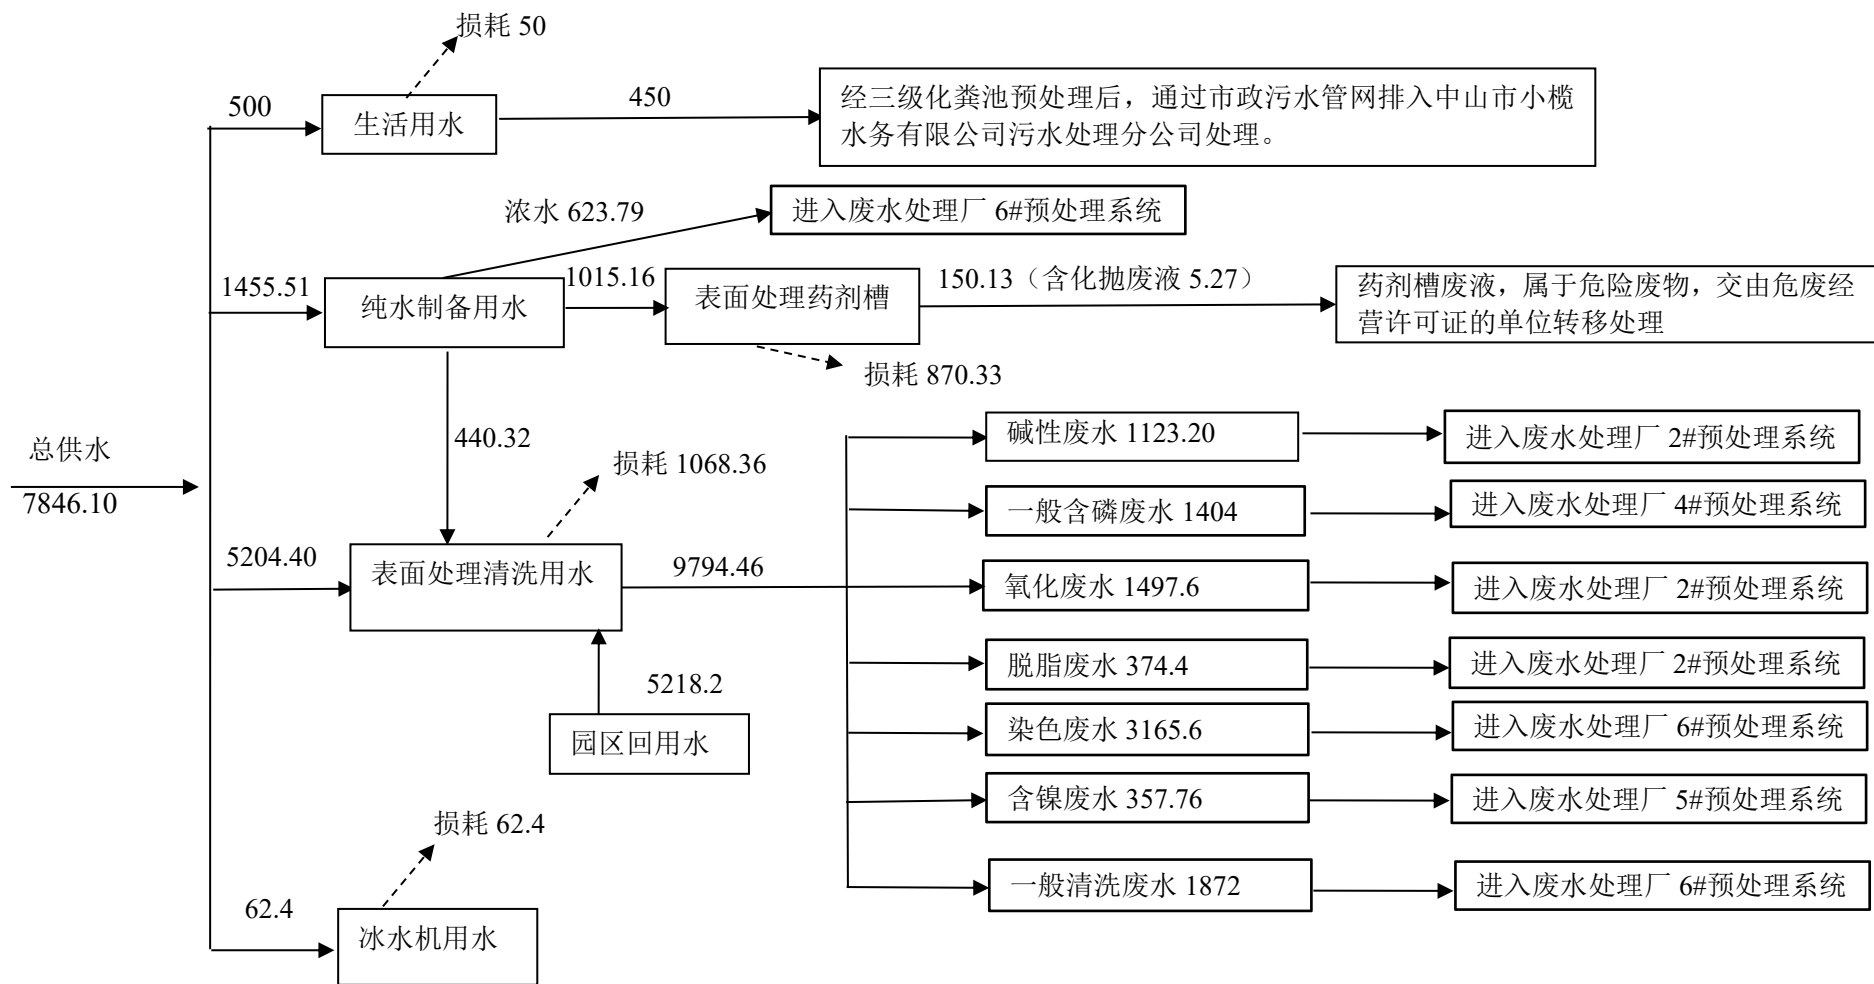 损耗 50
500
生活用水
450
经三级化粪池预处理后，通过市政污水管网排入中山市小榄
水务有限公司污水处理分公司处理。
浓水 623.79
进入废水处理厂 6#预处理系统
1455.51
纯水制备用水
1015.16
表面处理药剂槽
150.13（含化抛废液 5.27）
药剂槽废液，属于危险废物，交由危废经
营许可证的单位转移处理
损耗 870.33
440.32
总供水
7846.10
损耗 1068.36
5204.40
表面处理清洗用水
9794.46
5218.2
园区回用水
碱性废水 1123.20
进入废水处理厂 2#预处理系统
一般含磷废水 1404
进入废水处理厂 4#预处理系统
氧化废水 1497.6
进入废水处理厂 2#预处理系统
脱脂废水 374.4
进入废水处理厂 2#预处理系统
染色废水 3165.6
进入废水处理厂 6#预处理系统
含镍废水 357.76
进入废水处理厂 5#预处理系统
一般清洗废水 1872
进入废水处理厂 6#预处理系统
损耗 62.4
62.4
冰水机用水